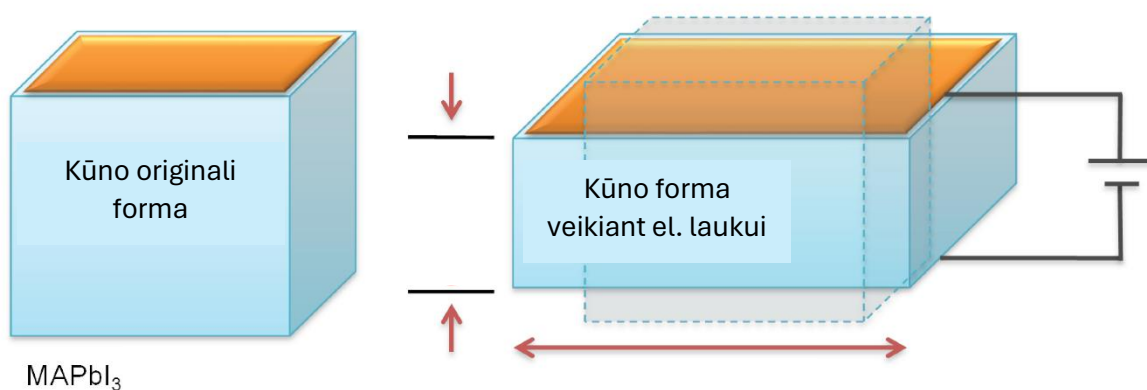 Kūno originali
forma
Kūno forma
veikiant el. laukui
MAPbI₃